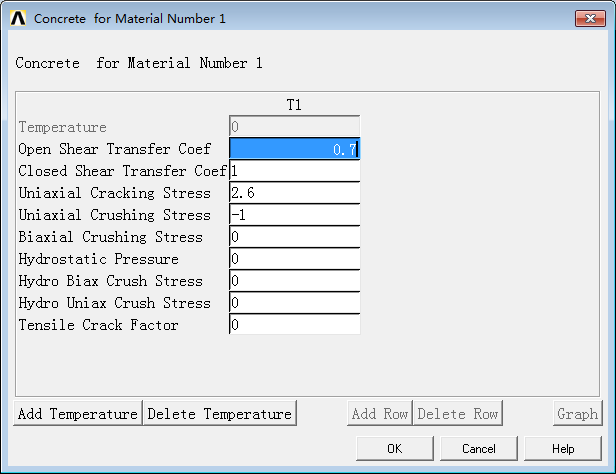 Concrete for Material Number 1
Concrete for Material Number 1
T1
Temperature 0
Open Shear Transfer Coef 0.7
Closed Shear Transfer Coef 1
Uniaxial Cracking Stress 2.6
Uniaxial Crushing Stress -1
Biaxial Crushing Stress 0
Hydrostatic Pressure 0
Hydro Biax Crush Stress 0
Hydro Uniax Crush Stress 0
Tensile Crack Factor 0
Add Temperature Delete Temperature Add Row Delete Row Graph
OK Cancel Help